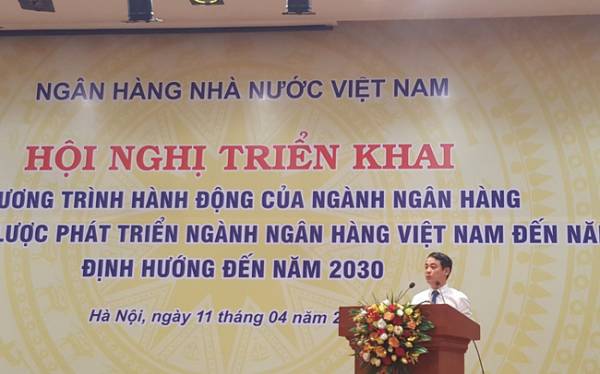 NGÂN HÀNG NHÀ NƯỚC VIỆT NAM
HỘI NGHỊ TRIỂN KHAI
ƯƠNG TRÌNH HÀNH ĐỘNG CỦA NGÀNH NGÂN HÀNG
LƯỢC PHÁT TRIỂN NGÀNH NGÂN HÀNG VIỆT NAM ĐẾN NĂM
ĐỊNH HƯỚNG ĐẾN NĂM 2030
Hà Nội, ngày 11 tháng 04 năm 2